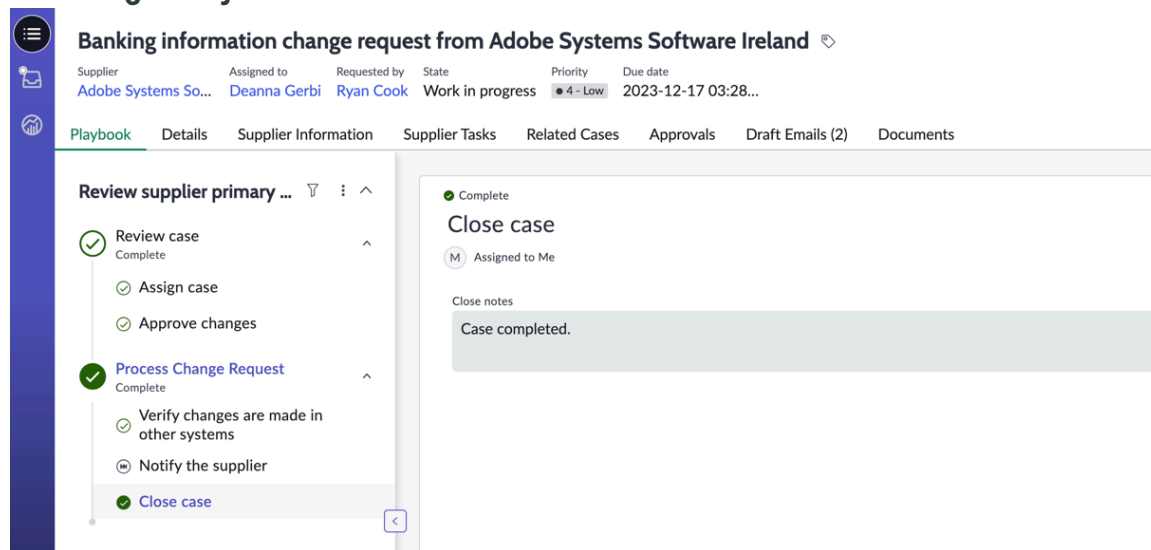 Banking information change request from Adobe Systems Software Ireland
Supplier Assigned to Requested by State Priority Due date
Adobe Systems So... Deanna Gerbi Ryan Cook Work in progress 4 - Low 2023-12-17 03:28...
Playbook Details Supplier Information Supplier Tasks Related Cases Approvals Draft Emails (2) Documents
Review supplier primary ...
Review case
Complete
Assign case
Approve changes
Process Change Request
Complete
Verify changes are made in
other systems
Notify the supplier
Close case
Complete
Close case
M Assigned to Me
Close notes
Case completed.